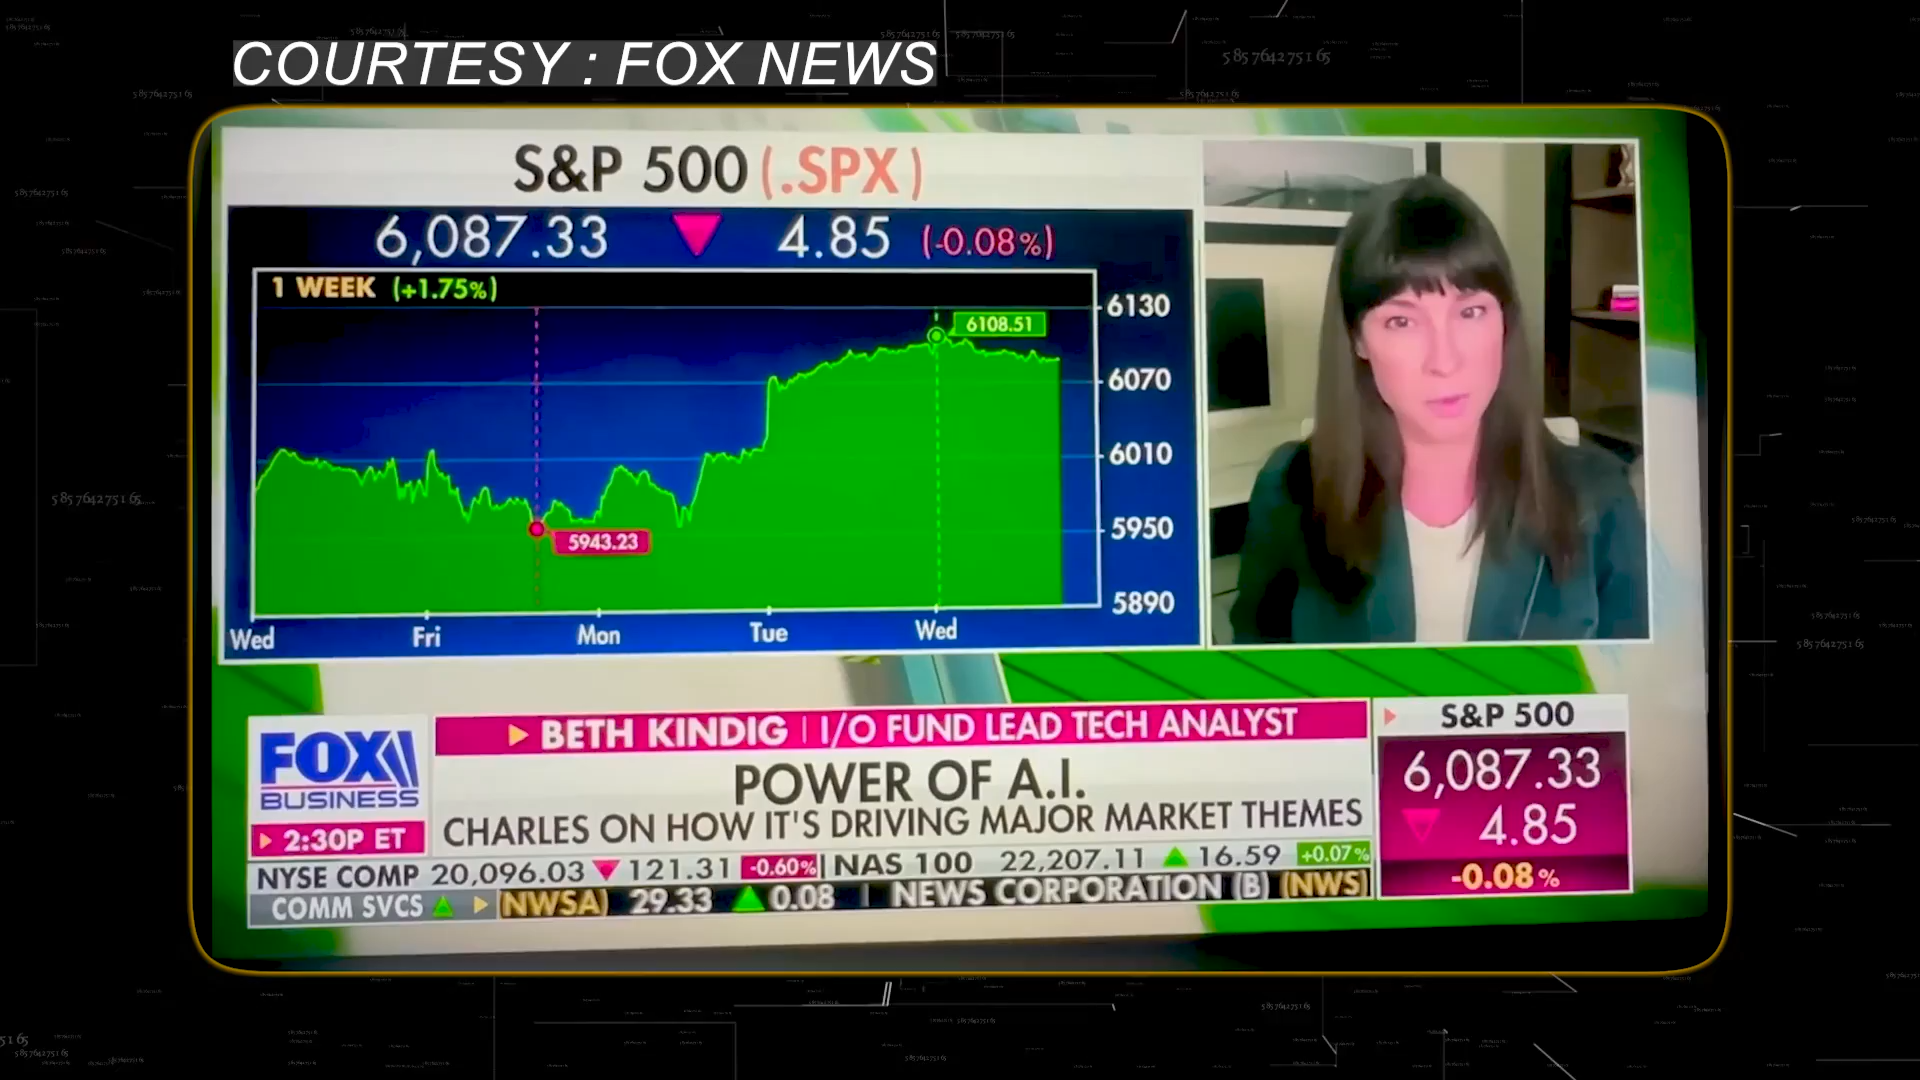 COURTESY : FOX NEWS
S&P 500 (.SPX)
6,087.33 ▼ 4.85 (-0.08%)
1 WEEK (+1.75%)
6108.51
5943.23
6130
6070
6010
5950
5890
Wed Fri Mon Tue Wed
FOX BUSINESS
2:30P ET
BETH KINDIG | I/O FUND LEAD TECH ANALYST
POWER OF A.I.
CHARLES ON HOW IT'S DRIVING MAJOR MARKET THEMES
NYSE COMP 20,096.03 ▼ 121.31 -0.60% | NAS 100 22,207.11 ▲ 16.59 +0.07%
COMM SVCS ▲ (NWSA) 29.33 ▲ 0.08 | NEWS CORPORATION (B) (NWS)
S&P 500
6,087.33
▼ 4.85
-0.08%
585764275165
585764275165